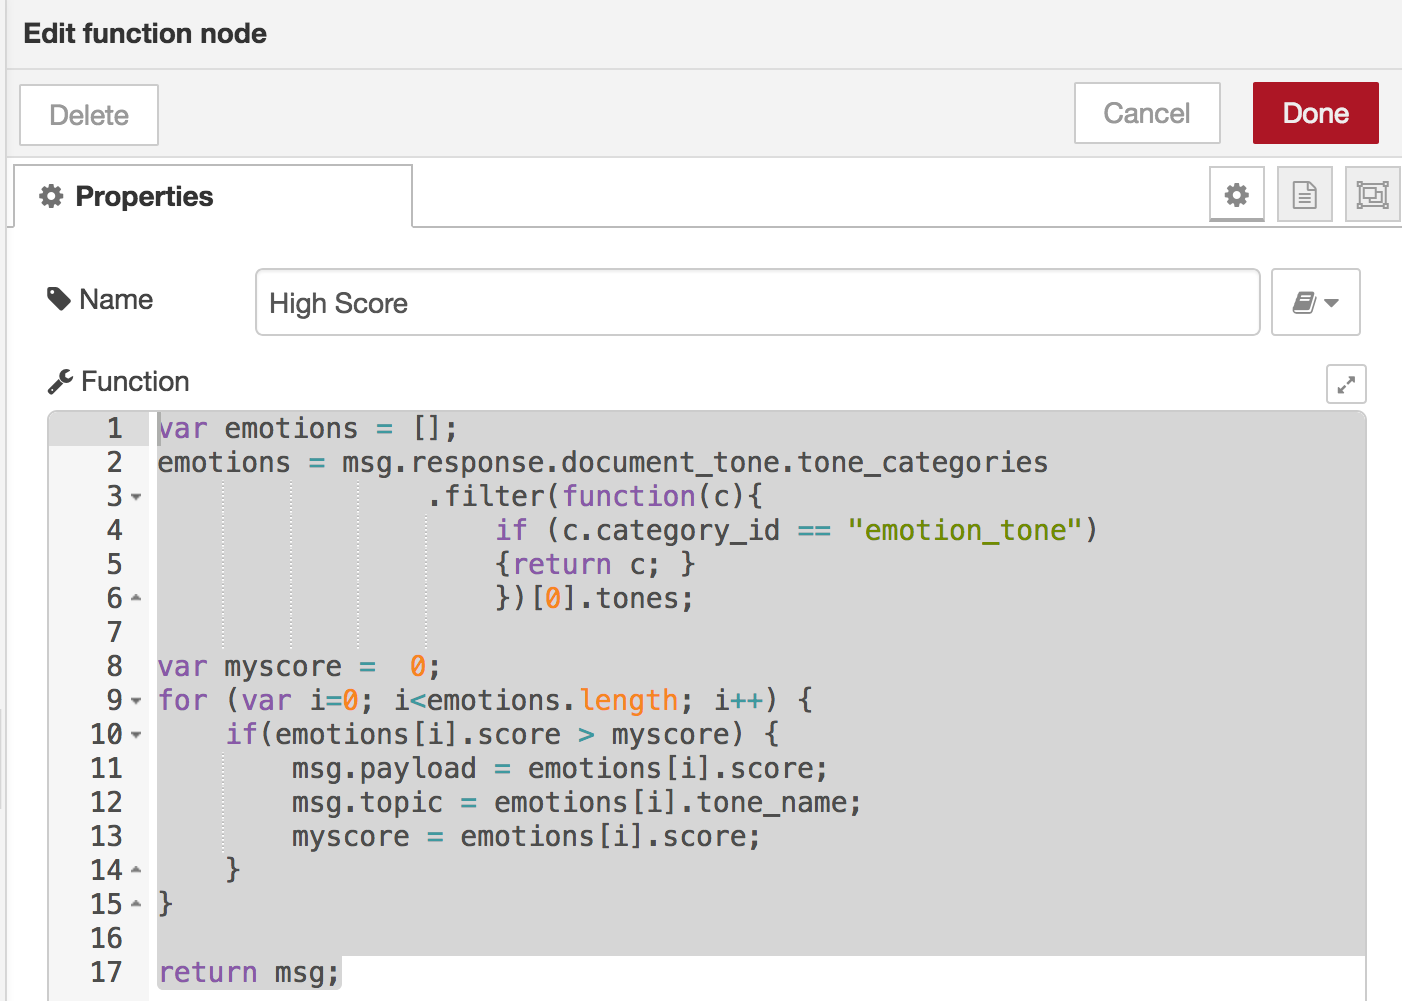 Edit function node
Delete
Cancel
Done
Properties
Name
High Score
Function
1 var emotions = [];
2 emotions = msg.response.document_tone.tone_categories
3 .filter(function(c){
4 if (c.category_id == "emotion_tone")
5 {return c; }
6 })[0].tones;
7
8 var myscore =  0;
9 for (var i=0; i<emotions.length; i++) {
10 if(emotions[i].score > myscore) {
11 msg.payload = emotions[i].score;
12 msg.topic = emotions[i].tone_name;
13 myscore = emotions[i].score;
14 }
15 }
16
17 return msg;